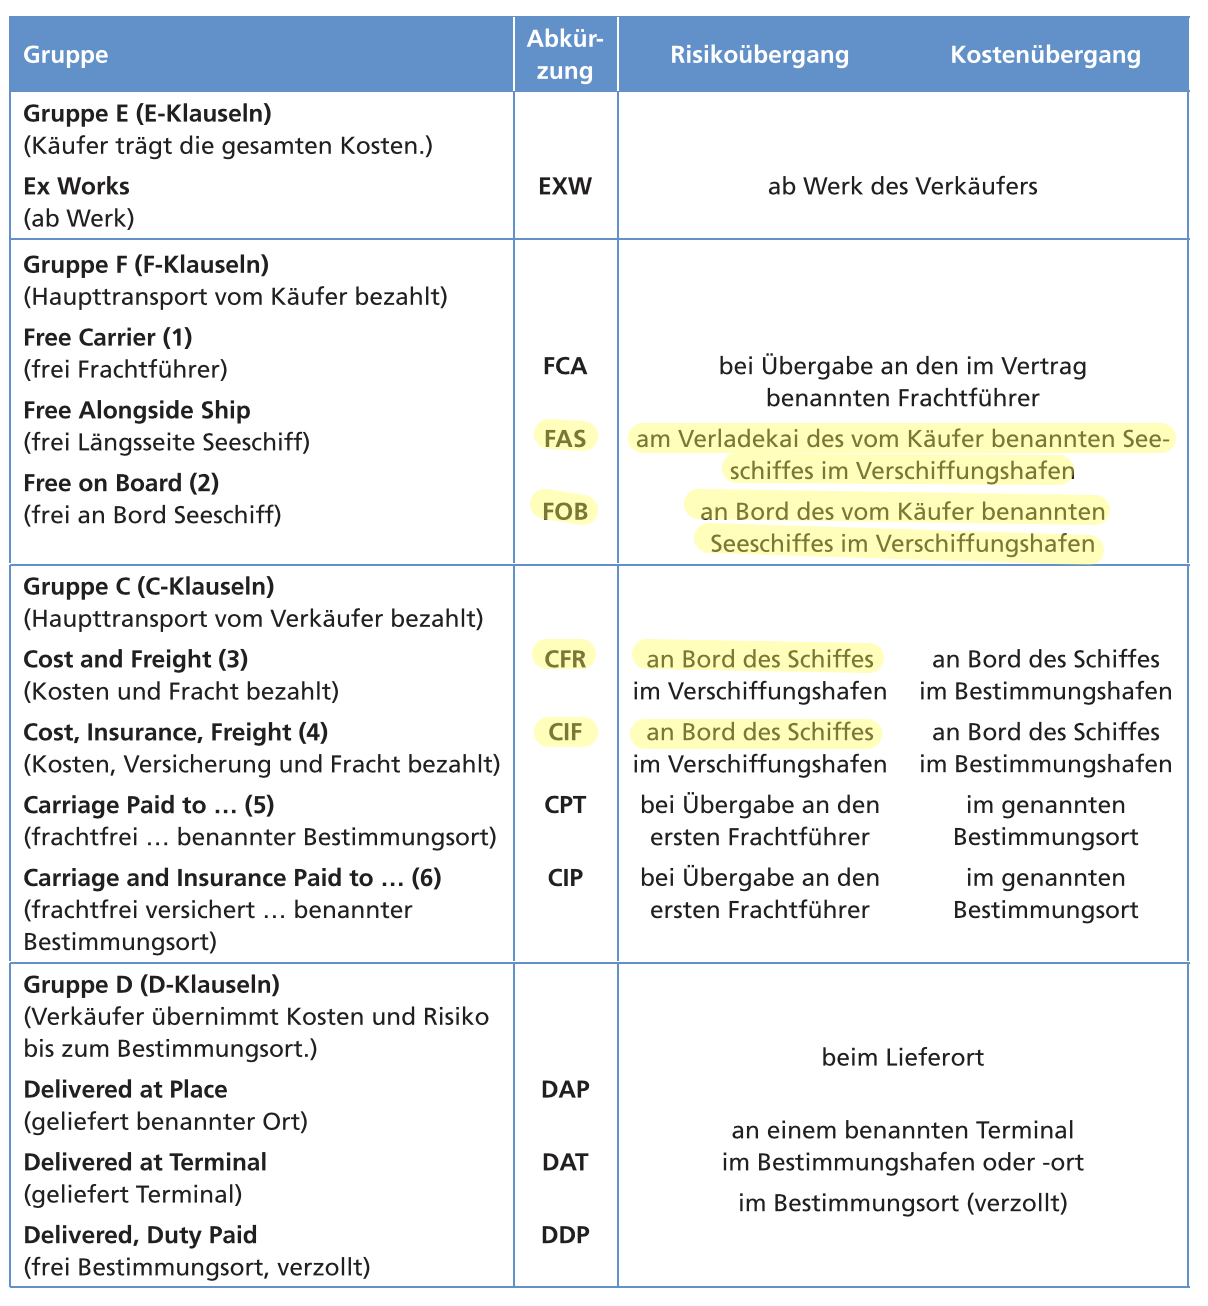 Gruppe
Abkür-
zung
Risikoübergang
Kostenübergang
Gruppe E (E-Klauseln)
(Käufer trägt die gesamten Kosten.)
Ex Works
(ab Werk)
EXW
ab Werk des Verkäufers
Gruppe F (F-Klauseln)
(Haupttransport vom Käufer bezahlt)
Free Carrier (1)
(frei Frachtführer)
FCA
bei Übergabe an den im Vertrag
benannten Frachtführer
Free Alongside Ship
(frei Längsseite Seeschiff)
FAS
am Verladekai des vom Käufer benannten See-
schiffes im Verschiffungshafen
Free on Board (2)
(frei an Bord Seeschiff)
FOB
an Bord des vom Käufer benannten
Seeschiffes im Verschiffungshafen
Gruppe C (C-Klauseln)
(Haupttransport vom Verkäufer bezahlt)
Cost and Freight (3)
(Kosten und Fracht bezahlt)
CFR
an Bord des Schiffes
im Verschiffungshafen
an Bord des Schiffes
im Bestimmungshafen
Cost, Insurance, Freight (4)
(Kosten, Versicherung und Fracht bezahlt)
CIF
an Bord des Schiffes
im Verschiffungshafen
an Bord des Schiffes
im Bestimmungshafen
Carriage Paid to … (5)
(frachtfrei … benannter Bestimmungsort)
CPT
bei Übergabe an den
ersten Frachtführer
im genannten
Bestimmungsort
Carriage and Insurance Paid to … (6)
(frachtfrei versichert … benannter
Bestimmungsort)
CIP
bei Übergabe an den
ersten Frachtführer
im genannten
Bestimmungsort
Gruppe D (D-Klauseln)
(Verkäufer übernimmt Kosten und Risiko
bis zum Bestimmungsort.)
beim Lieferort
Delivered at Place
(geliefert benannter Ort)
DAP
an einem benannten Terminal
im Bestimmungshafen oder -ort
Delivered at Terminal
(geliefert Terminal)
DAT
im Bestimmungsort (verzollt)
Delivered, Duty Paid
(frei Bestimmungsort, verzollt)
DDP